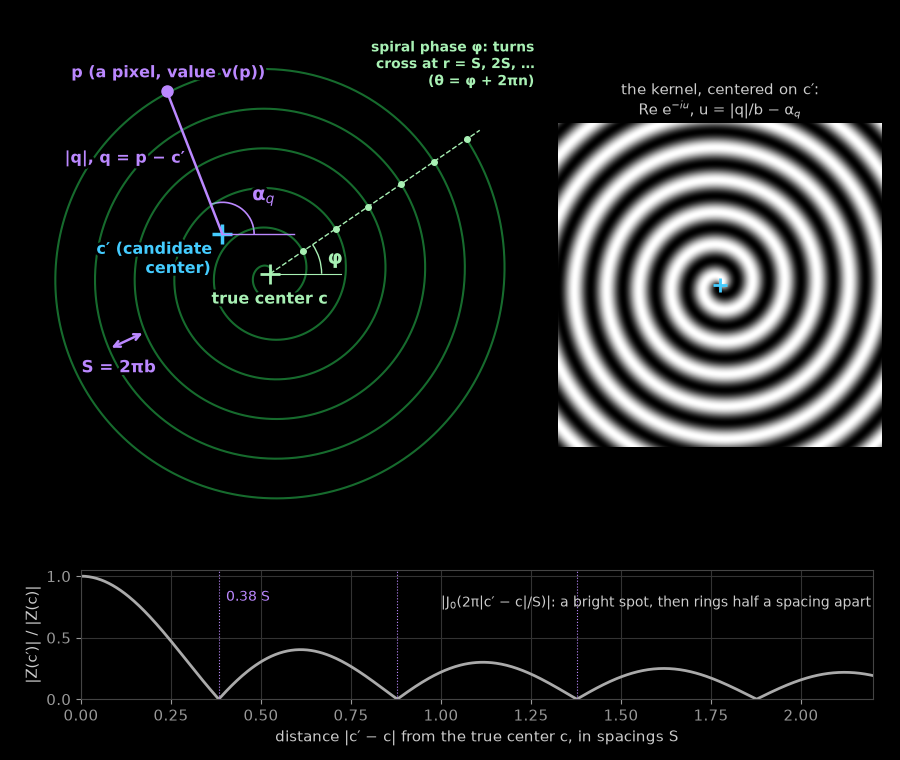 spiral phase φ: turns
cross at r = S, 2S, …
(θ = φ + 2πn)
p (a pixel, value v(p))
the kernel, centered on c′:
Re e^{−iu}, u = |q|/b − α_q
|q|, q = p − c′
α_q
c′ (candidate
center)
φ
true center c
S = 2πb
|Z(c′)| / |Z(c)|
1.0
0.5
0.0
0.38 S
|J₀(2π|c′ − c|/S)|: a bright spot, then rings half a spacing apart
0.00 0.25 0.50 0.75 1.00 1.25 1.50 1.75 2.00
distance |c′ − c| from the true center c, in spacings S